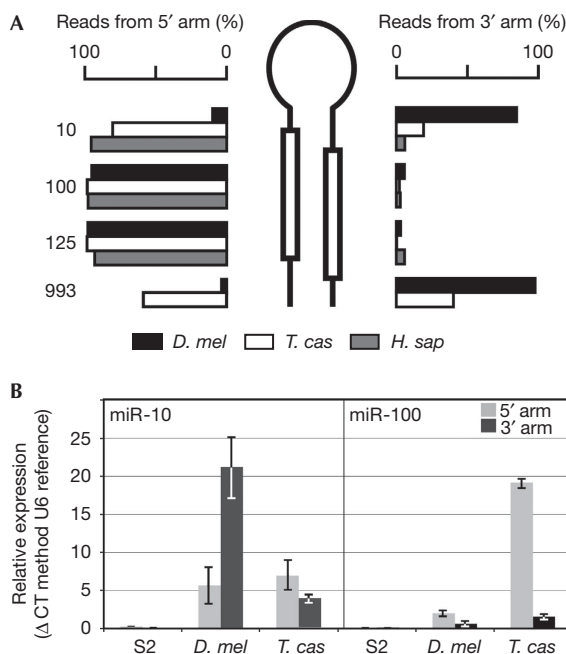 A
Reads from 5′ arm (%)
Reads from 3′ arm (%)
100 0
0 100
10
100
125
993
D. mel T. cas H. sap
B
miR-10
miR-100
5′ arm
3′ arm
Relative expression
(Δ CT method U6 reference)
25
20
15
10
5
0
S2 D. mel T. cas S2 D. mel T. cas